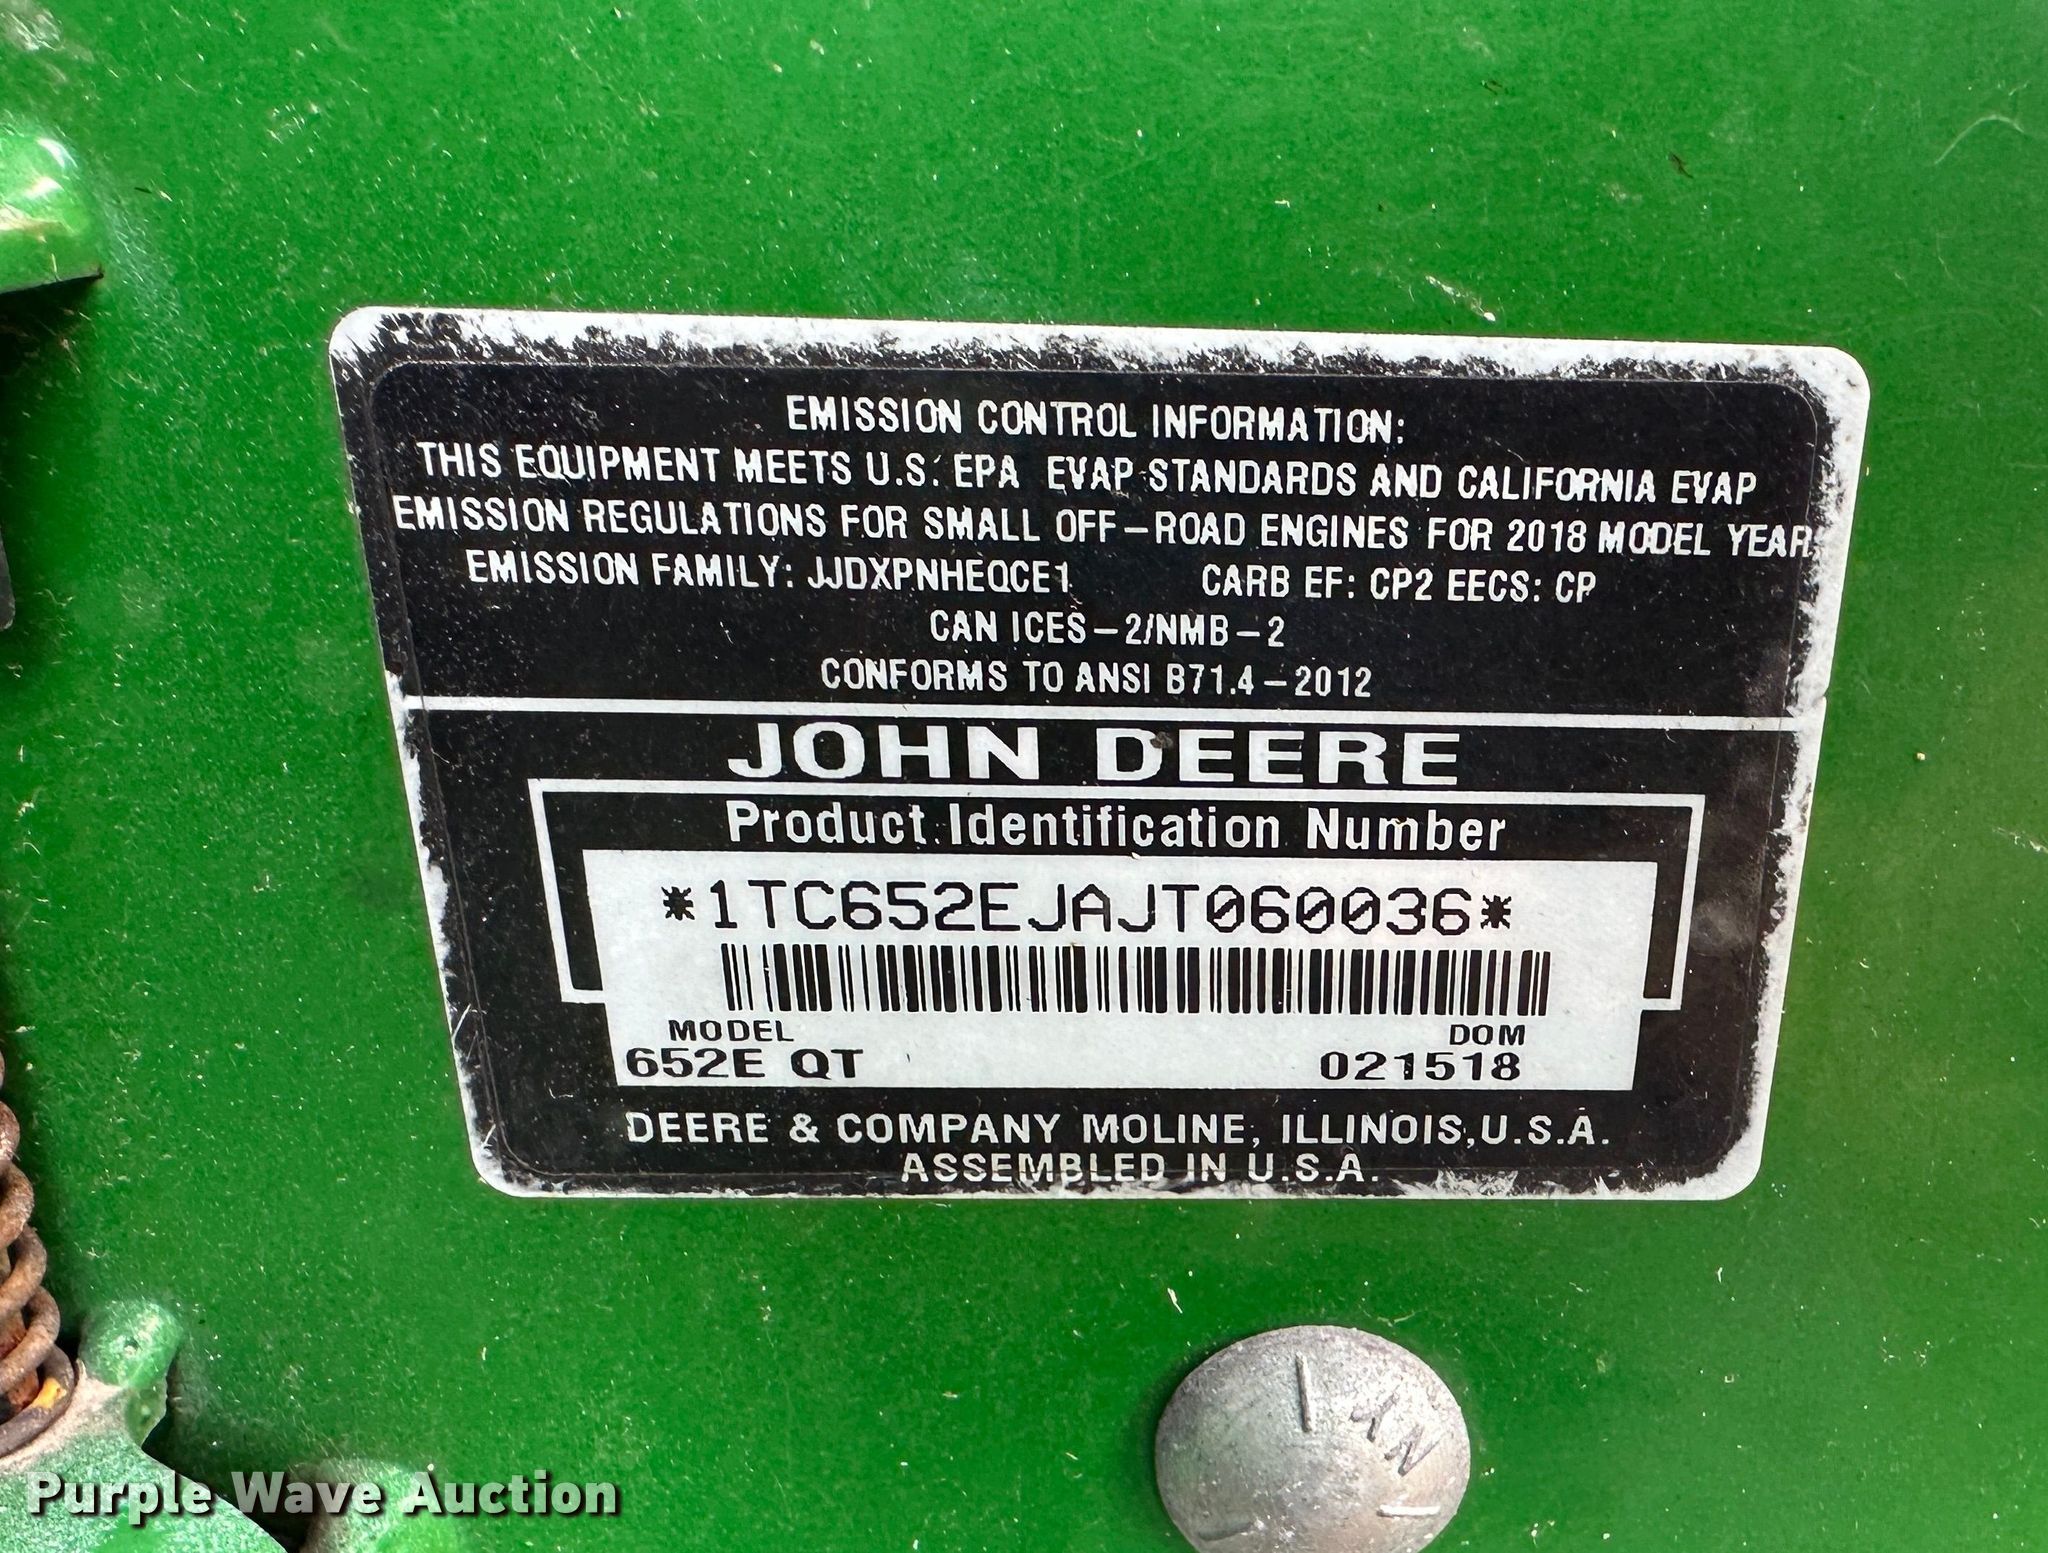 EMISSION CONTROL INFORMATION:
THIS EQUIPMENT MEETS U.S. EPA EVAP STANDARDS AND CALIFORNIA EVAP
EMISSION REGULATIONS FOR SMALL OFF-ROAD ENGINES FOR 2018 MODEL YEAR
EMISSION FAMILY: JJDXPNHEQCE1 CARB EF: CP2 EECS: CP
CAN ICES-2/NMB-2
CONFORMS TO ANSI B71.4-2012
JOHN DEERE
Product Identification Number
*1TC652EJAJT060036*
MODEL DOM
652E QT 021518
DEERE & COMPANY MOLINE, ILLINOIS, U.S.A.
ASSEMBLED IN U.S.A.
Purple Wave Auction